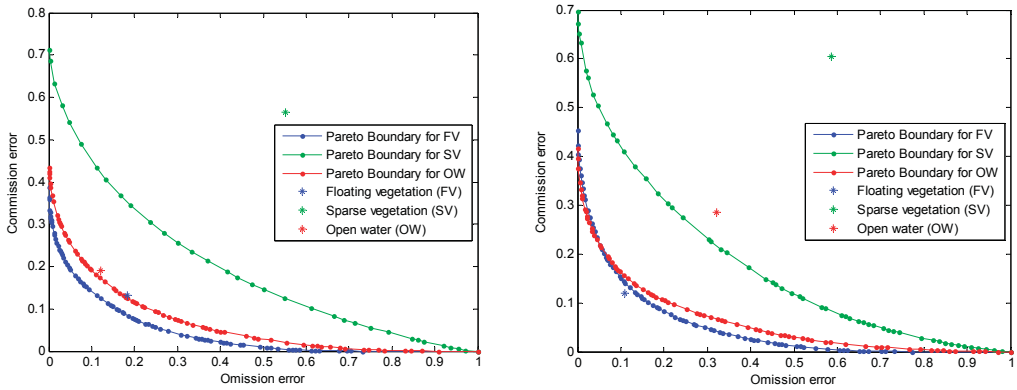 0.8
0.7
0.6
0.5
0.4
0.3
0.2
0.1
0
Commission error
0
0.1
0.2
0.3
0.4
0.5
0.6
0.7
0.8
0.9
1
Omission error
Pareto Boundary for FV
Pareto Boundary for SV
Pareto Boundary for OW
Floating vegetation (FV)
Sparse vegetation (SV)
Open water (OW)
0.7
0.6
0.5
0.4
0.3
0.2
0.1
0
Commission error
0
0.1
0.2
0.3
0.4
0.5
0.6
0.7
0.8
0.9
1
Omission error
Pareto Boundary for FV
Pareto Boundary for SV
Pareto Boundary for OW
Floating vegetation (FV)
Sparse vegetation (SV)
Open water (OW)